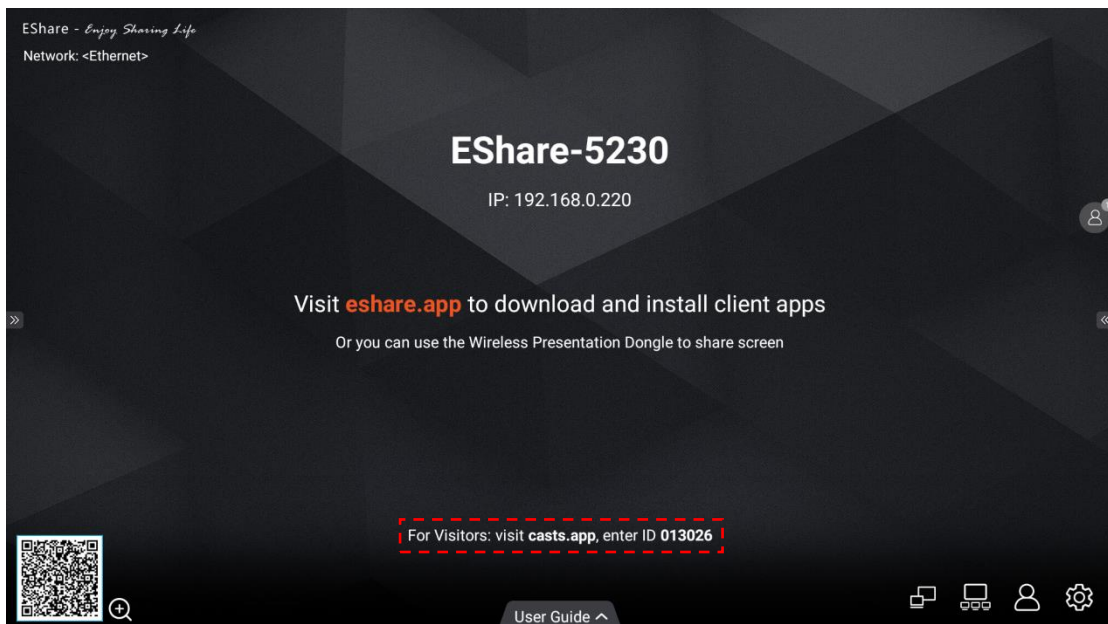 EShare - Enjoy Sharing Life
Network: <Ethernet>
EShare-5230
IP: 192.168.0.220
Visit eshare.app to download and install client apps
Or you can use the Wireless Presentation Dongle to share screen
For Visitors: visit casts.app, enter ID 013026
User Guide